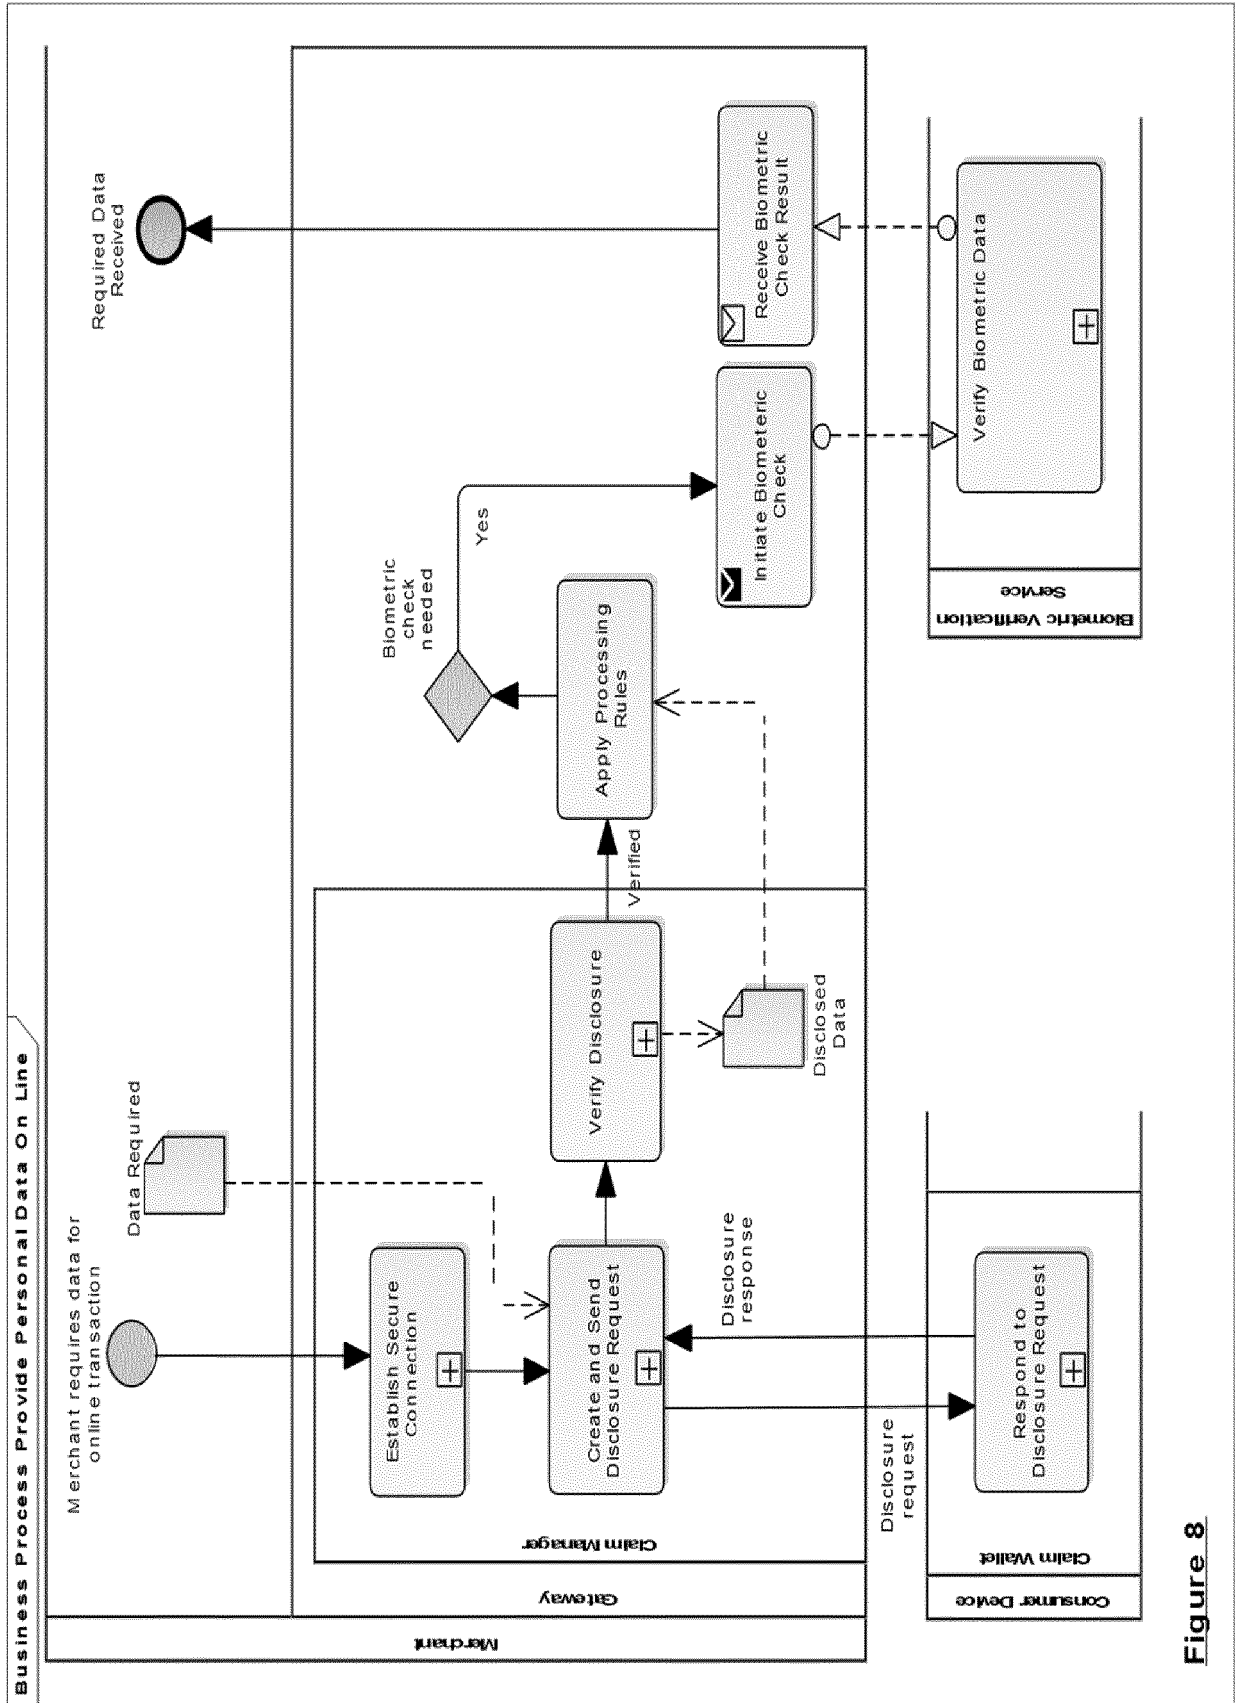 Business Process Provide Personal Data On Line
Merchant requires data for
online transaction
Data Required
Required Data
Received
Merchant
Gateway
Claim Manager
Establish Secure
Connection
Create and Send
Disclosure Request
Verify Disclosure
Verified
Disclosed
Data
Apply Processing
Rules
Biometric
check
needed
Yes
Initiate Biometeric
Check
Receive Biometric
Check Result
Disclosure
request
Disclosure
response
Consumer Device
Claim Wallet
Respond to
Disclosure Request
Biometric Verification
Service
Verify Biometric Data
Figure 8